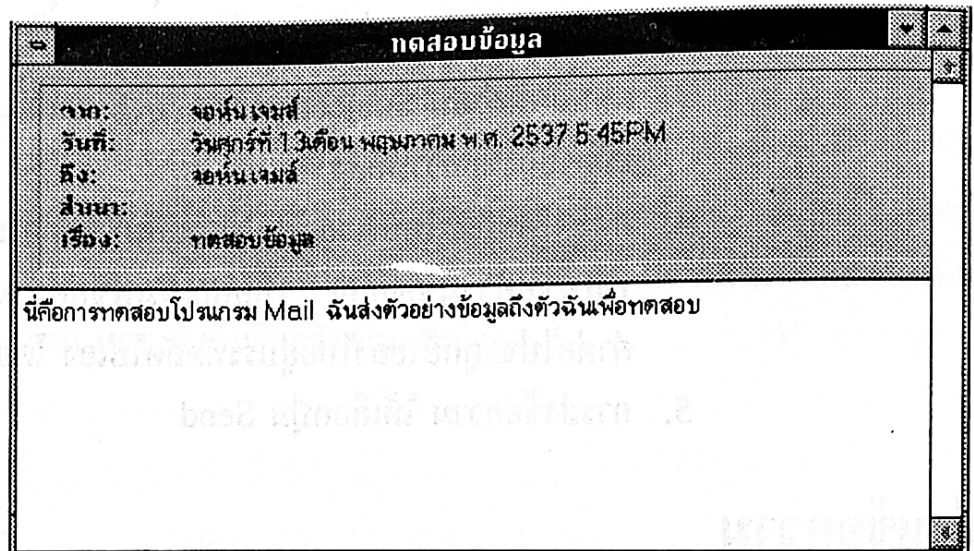 ทดสอบข้อมูล
จาก: จอห์น เจมส์
วันที่: วันศุกร์ที่ 13เดือน พฤษภาคม พ.ศ. 2537 5:45PM
ถึง: จอห์น เจมส์
สำเนา:
เรื่อง: ทดสอบข้อมูล
นี่คือการทดสอบโปรแกรม Mail ฉันส่งตัวอย่างข้อมูลถึงตัวฉันเพื่อทดสอบ
5. การส่งข้อความ ให้เลือกปุ่ม Send